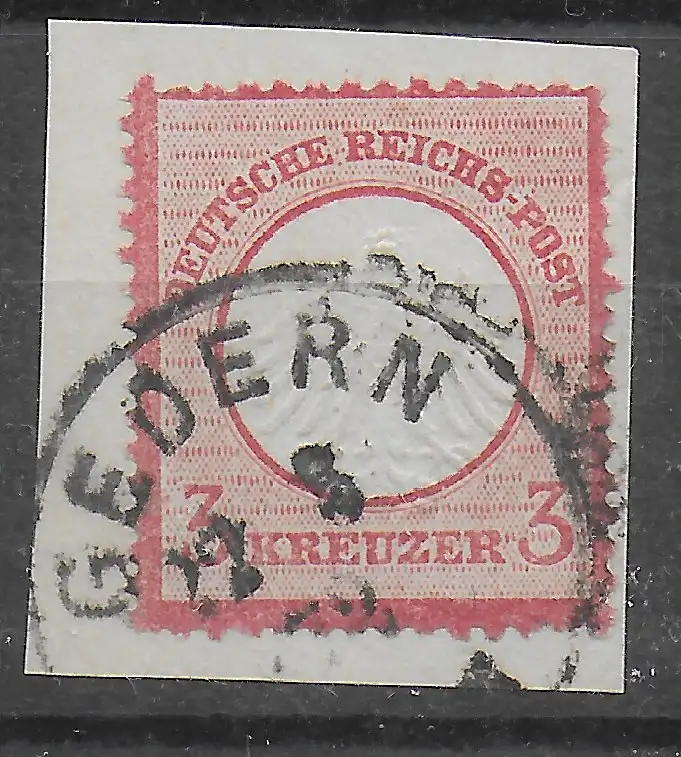 DEUTSCHE REICHS-POST
GEDERN
3 KREUZER 3